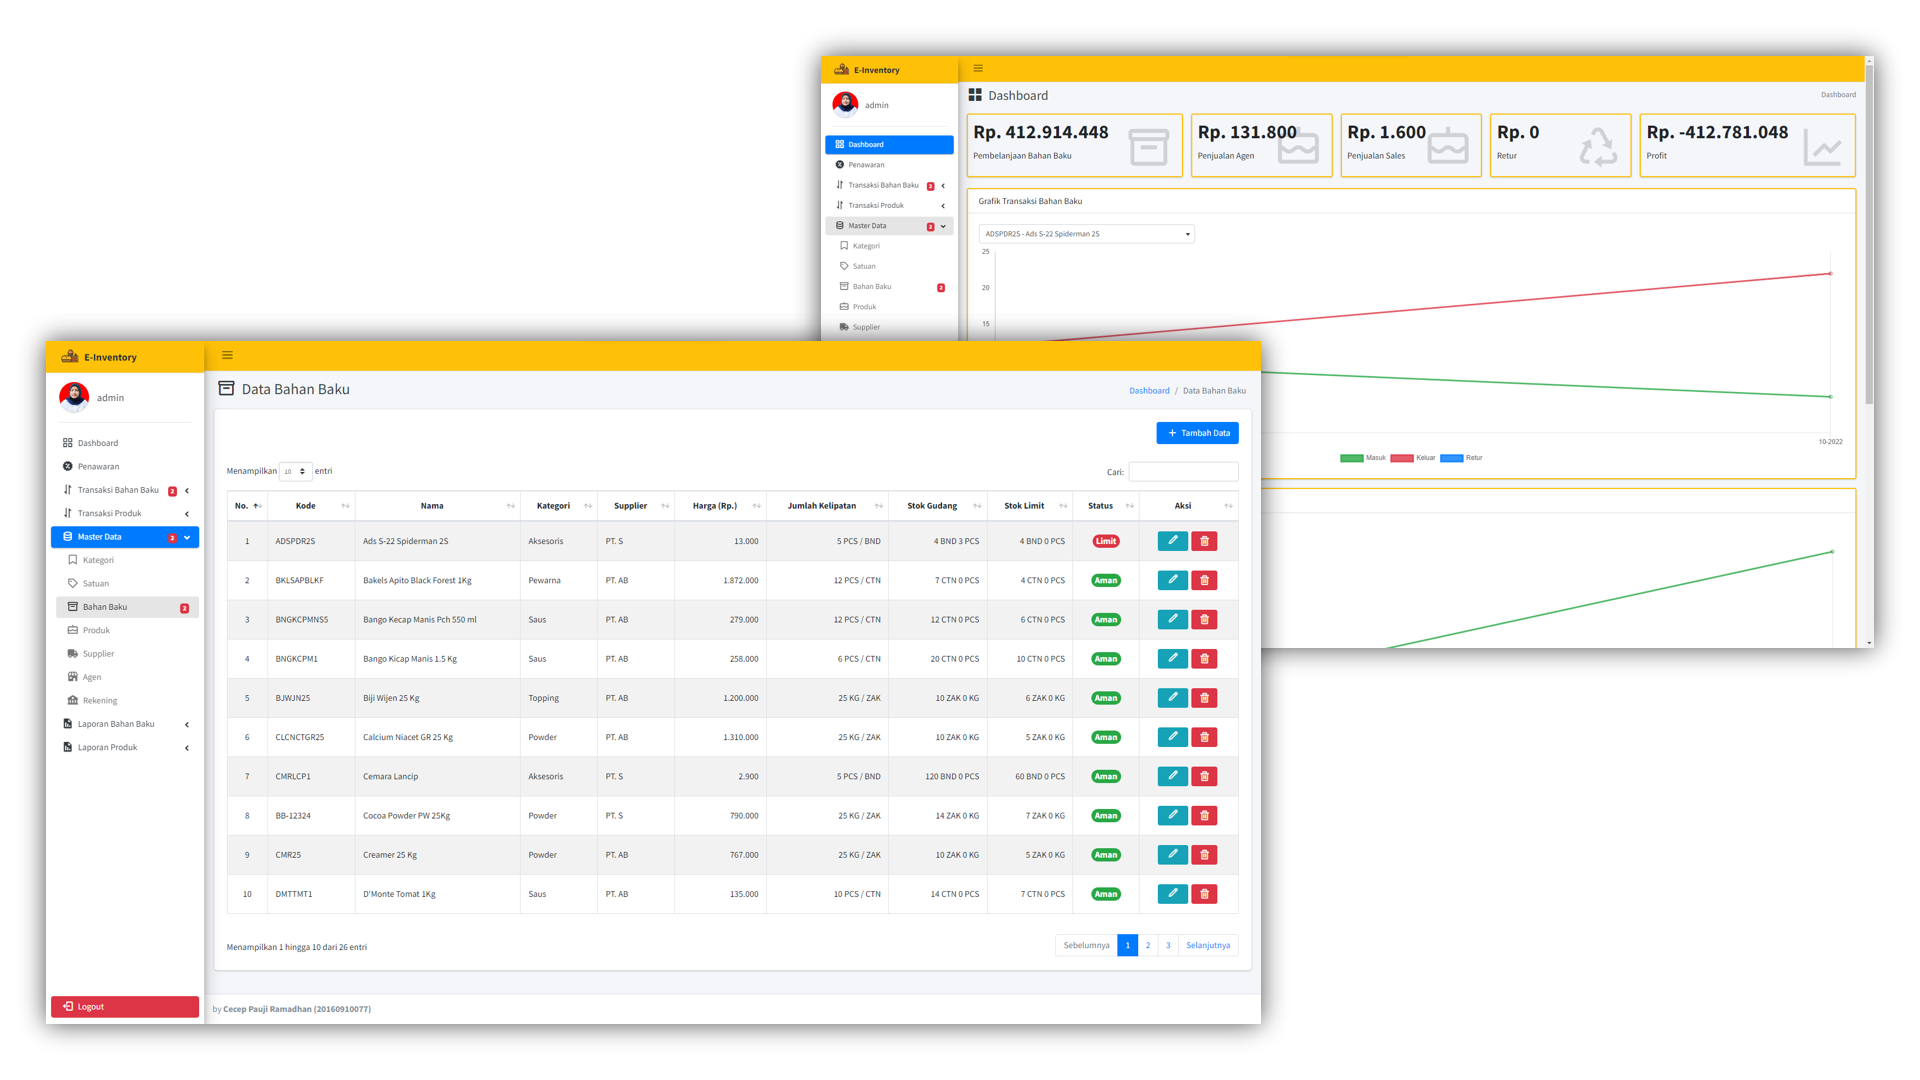 E-Inventory
admin
Dashboard
Penawaran
Transaksi Bahan Baku 2
Transaksi Produk
Master Data 2
Kategori
Satuan
Bahan Baku 2
Produk
Supplier
Dashboard
Dashboard
Rp. 412.914.448
Pembelanjaan Bahan Baku
Rp. 131.800
Penjualan Agen
Rp. 1.600
Penjualan Sales
Rp. 0
Retur
Rp. -412.781.048
Profit
Grafik Transaksi Bahan Baku
ADSPDR2S - Ads S-22 Spiderman 2S
25
20
15
10-2022
Masuk Keluar Retur
E-Inventory
admin
Dashboard
Penawaran
Transaksi Bahan Baku 2
Transaksi Produk
Master Data 2
Kategori
Satuan
Bahan Baku 2
Produk
Supplier
Agen
Rekening
Laporan Bahan Baku
Laporan Produk
Logout
Data Bahan Baku
Dashboard / Data Bahan Baku
+ Tambah Data
Menampilkan 10 entri
Cari:
No. Kode Nama Kategori Supplier Harga (Rp.) Jumlah Kelipatan Stok Gudang Stok Limit Status Aksi
1 ADSPDR2S Ads S-22 Spiderman 2S Aksesoris PT. S 13.000 5 PCS / BND 4 BND 3 PCS 4 BND 0 PCS Limit
2 BKLSAPBLKF Bakels Apito Black Forest 1Kg Pewarna PT. AB 1.872.000 12 PCS / CTN 7 CTN 0 PCS 4 CTN 0 PCS Aman
3 BNGKCPMNS5 Bango Kecap Manis Pch 550 ml Saus PT. AB 279.000 12 PCS / CTN 12 CTN 0 PCS 6 CTN 0 PCS Aman
4 BNGKCPM1 Bango Kicap Manis 1.5 Kg Saus PT. AB 258.000 6 PCS / CTN 20 CTN 0 PCS 10 CTN 0 PCS Aman
5 BJWJN25 Biji Wijen 25 Kg Topping PT. AB 1.200.000 25 KG / ZAK 10 ZAK 0 KG 6 ZAK 0 KG Aman
6 CLCNCTGR25 Calcium Niacet GR 25 Kg Powder PT. AB 1.310.000 25 KG / ZAK 10 ZAK 0 KG 5 ZAK 0 KG Aman
7 CMRLCP1 Cemara Lancip Aksesoris PT. S 2.900 5 PCS / BND 120 BND 0 PCS 60 BND 0 PCS Aman
8 BB-12324 Cocoa Powder PW 25Kg Powder PT. S 790.000 25 KG / ZAK 14 ZAK 0 KG 7 ZAK 0 KG Aman
9 CMR25 Creamer 25 Kg Powder PT. AB 767.000 25 KG / ZAK 10 ZAK 0 KG 5 ZAK 0 KG Aman
10 DMTTMT1 D'Monte Tomat 1Kg Saus PT. AB 135.000 10 PCS / CTN 14 CTN 0 PCS 7 CTN 0 PCS Aman
Menampilkan 1 hingga 10 dari 26 entri
Sebelumnya 1 2 3 Selanjutnya
by Cecep Pauji Ramadhan (20160910077)